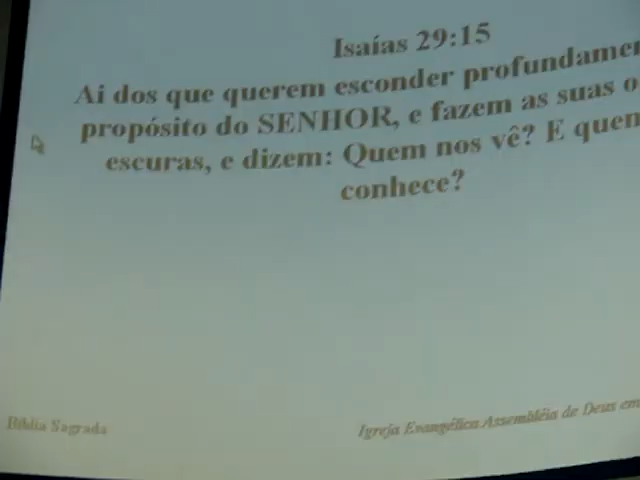 Isaías 29:15
Ai dos que querem esconder profundamen
propósito do SENHOR, e fazem as suas o
escuras, e dizem: Quem nos vê? E quem
conhece?
Bíblia Sagrada
Igreja Evangélica Assembléia de Deus em